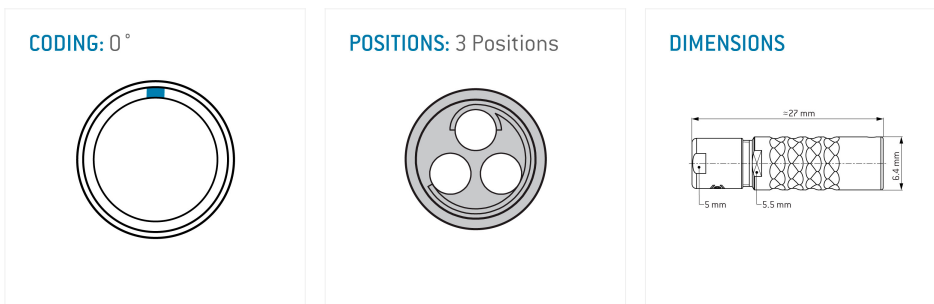 CODING: 0°
POSITIONS: 3 Positions
DIMENSIONS
≈27 mm
6.4 mm
5 mm
5.5 mm